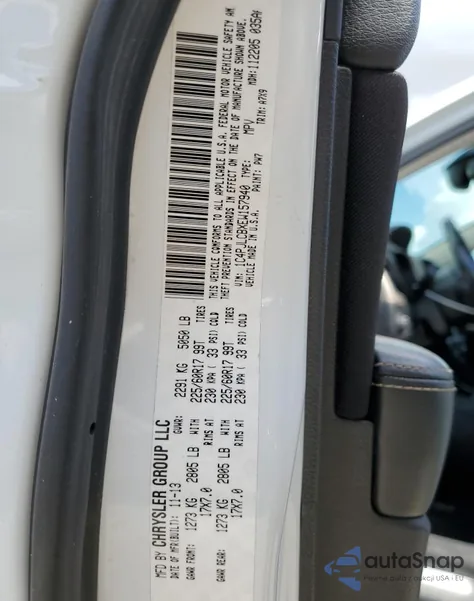 MFD BY CHRYSLER GROUP LLC
DATE OF MFR(BUILT): 11-13 GVWR: 2291 KG 5050 LB
GAWR FRONT: 1273 KG 2805 LB WITH 225/60R17 99T TIRES
17X7.0 RIMS AT 230 KPA ( 33 PSI) COLD
GAWR REAR: 1273 KG 2805 LB WITH 225/60R17 99T TIRES
17X7.0 RIMS AT 230 KPA ( 33 PSI) COLD
THIS VEHICLE CONFORMS TO ALL APPLICABLE U.S.A. FEDERAL MOTOR VEHICLE SAFETY AND
THEFT PREVENTION STANDARDS IN EFFECT ON THE DATE OF MANUFACTURE SHOWN ABOVE.
MDH: 112205 035A#
VIN: 1C4PJLCBXEW157940 TYPE: MPV
MADE IN U.S.A. PAINT: PW7 TRIM: A7X9
autoSnap